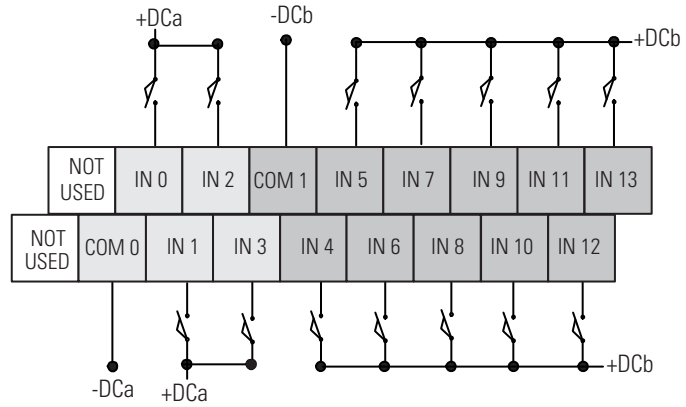 +DCa
-DCb
+DCb
NOT
USED
IN 0
IN 2
COM 1
IN 5
IN 7
IN 9
IN 11
IN 13
NOT
USED
COM 0
IN 1
IN 3
IN 4
IN 6
IN 8
IN 10
IN 12
-DCa
+DCa
+DCb